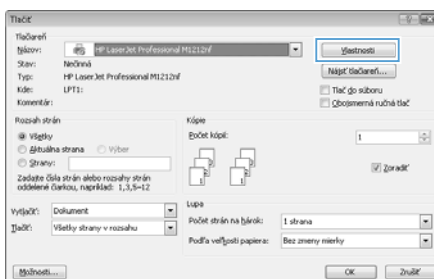 Tlačiť
Tlačiareň
Názov: HP LaserJet Professional M1212nf Vlastnosti
Stav: Nečinná
Typ: HP LaserJet Professional M1212nf Nájsť tlačiareň...
Kde: LPT1: Tlač do súboru
Komentár: Obojsmerná ručná tlač
Rozsah strán Kópie
Všetky Počet kópií: 1
Aktuálna strana Výber
Strany: Zoradiť
Zadajte čísla strán alebo rozsahy strán
oddelené čiarkou, napríklad: 1,3,5–12
Vytlačiť: Dokument Lupa
Tlačiť: Všetky strany v rozsahu Počet strán na hárok: 1 strana
Podľa veľkosti papiera: Bez zmeny mierky
Možnosti... OK Zrušiť